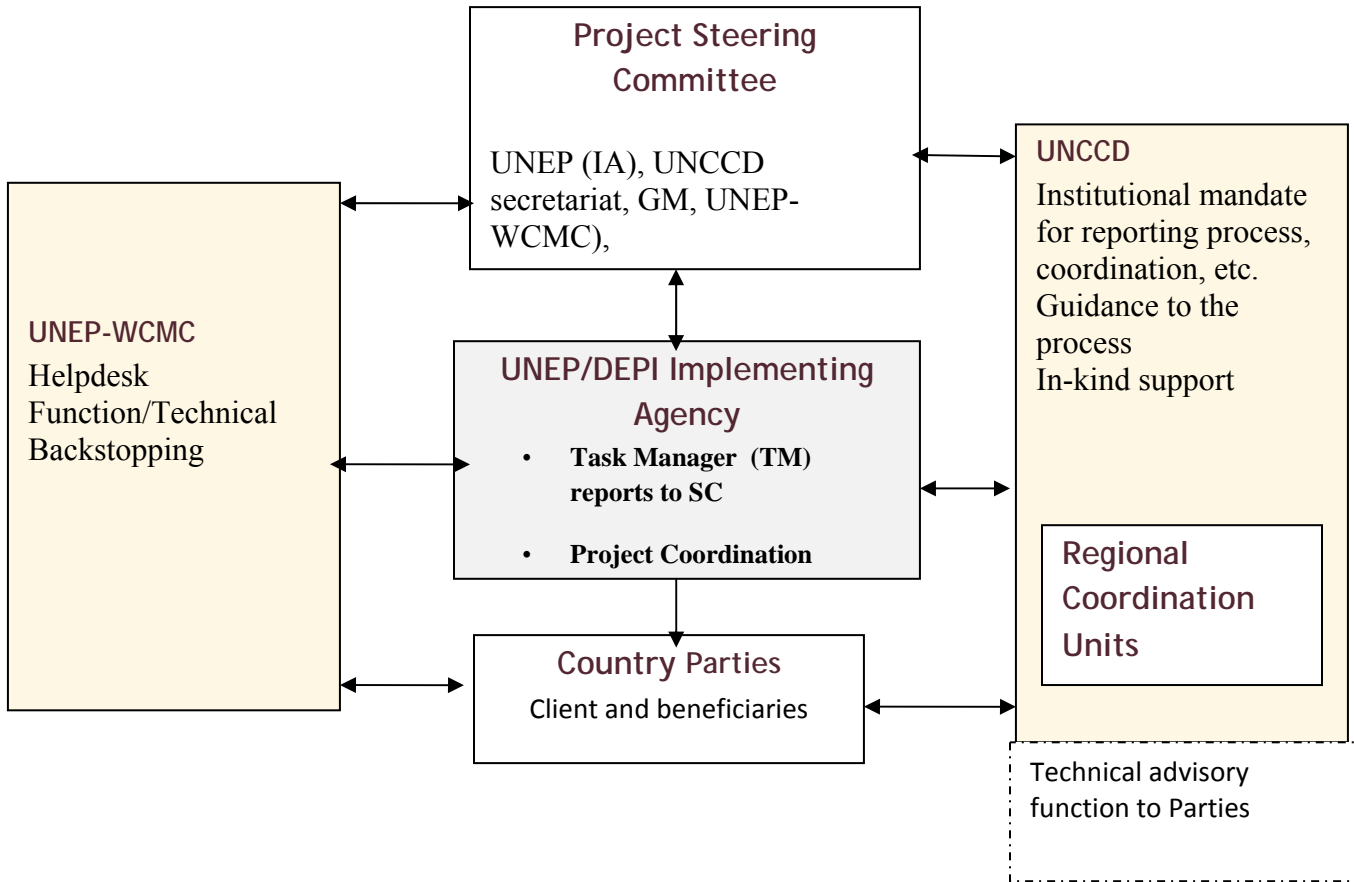 Project Steering
Committee
UNEP (IA), UNCCD
secretariat, GM, UNEP-
WCMC),
UNCCD
Institutional mandate
for reporting process,
coordination, etc.
Guidance to the
process
In-kind support
UNEP-WCMC
Helpdesk
Function/Technical
Backstopping
UNEP/DEPI Implementing
Agency
• Task Manager (TM)
reports to SC
• Project Coordination
Regional
Coordination
Units
Country Parties
Client and beneficiaries
Technical advisory
function to Parties